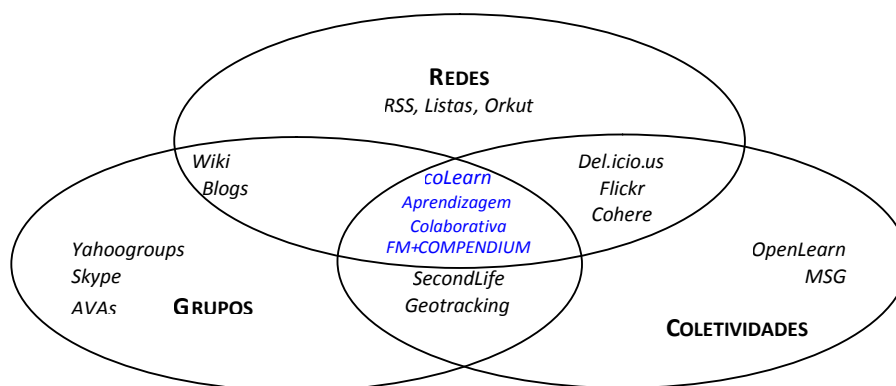 REDES
RSS, Listas, Orkut
Wiki
Blogs
coLearn
Aprendizagem
Colaborativa
FM+COMPENDIUM
Del.icio.us
Flickr
Cohere
Yahoogroups
Skype
AVAs
GRUPOS
SecondLife
Geotracking
OpenLearn
MSG
COLETIVIDADES